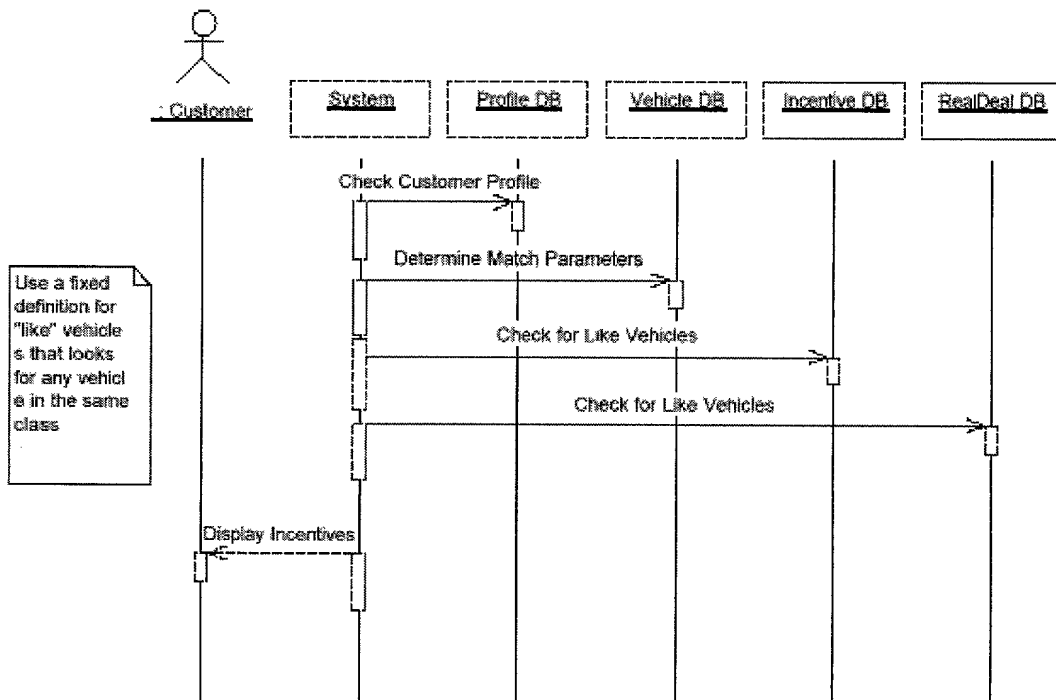 : Customer
System
Profile DB
Vehicle DB
Incentive DB
RealDeal DB
Check Customer Profile
Determine Match Parameters
Use a fixed
definition for
"like" vehicle
s that looks
for any vehicl
e in the same
class
Check for Like Vehicles
Check for Like Vehicles
Display Incentives